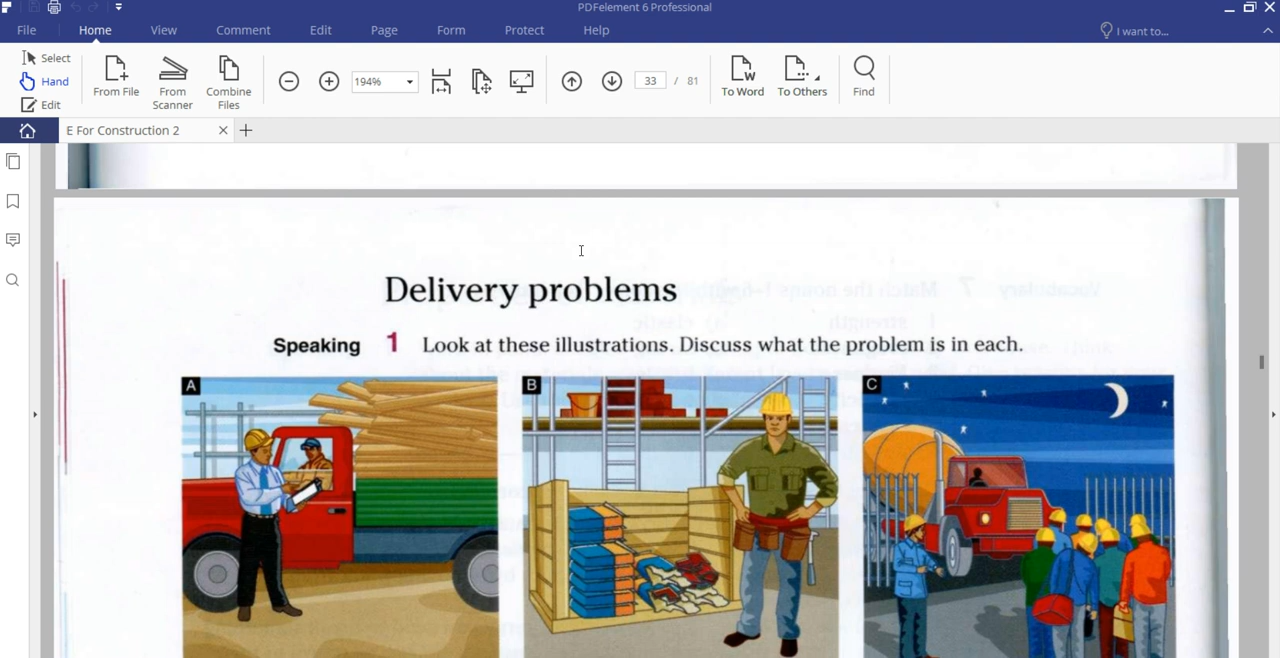 PDFelement 6 Professional
File Home View Comment Edit Page Form Protect Help I want to...
Select
Hand
Edit
From File
From
Scanner
Combine
Files
194%
33 / 81
To Word
To Others
Find
E For Construction 2
Delivery problems
Speaking 1 Look at these illustrations. Discuss what the problem is in each.
A
B
C